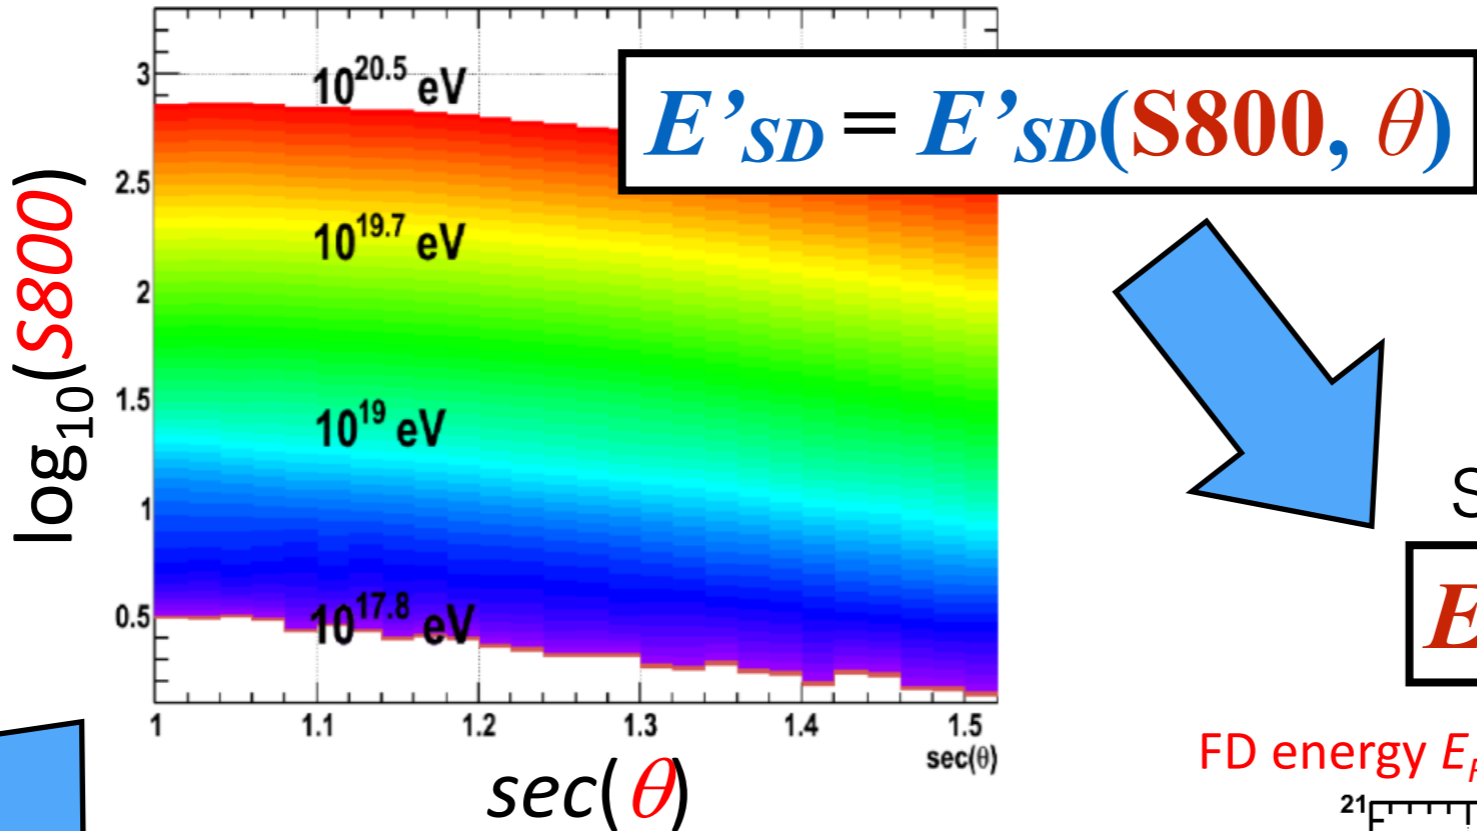 3
10^20.5 eV
E'SD = E'SD(S800, θ)
2.5
10^19.7 eV
2
log10(S800)
1.5
10^19 eV
1
S
0.5
10^17.8 eV
E
1 1.1 1.2 1.3 1.4 1.5
sec(θ)
sec(θ)
FD energy E
21